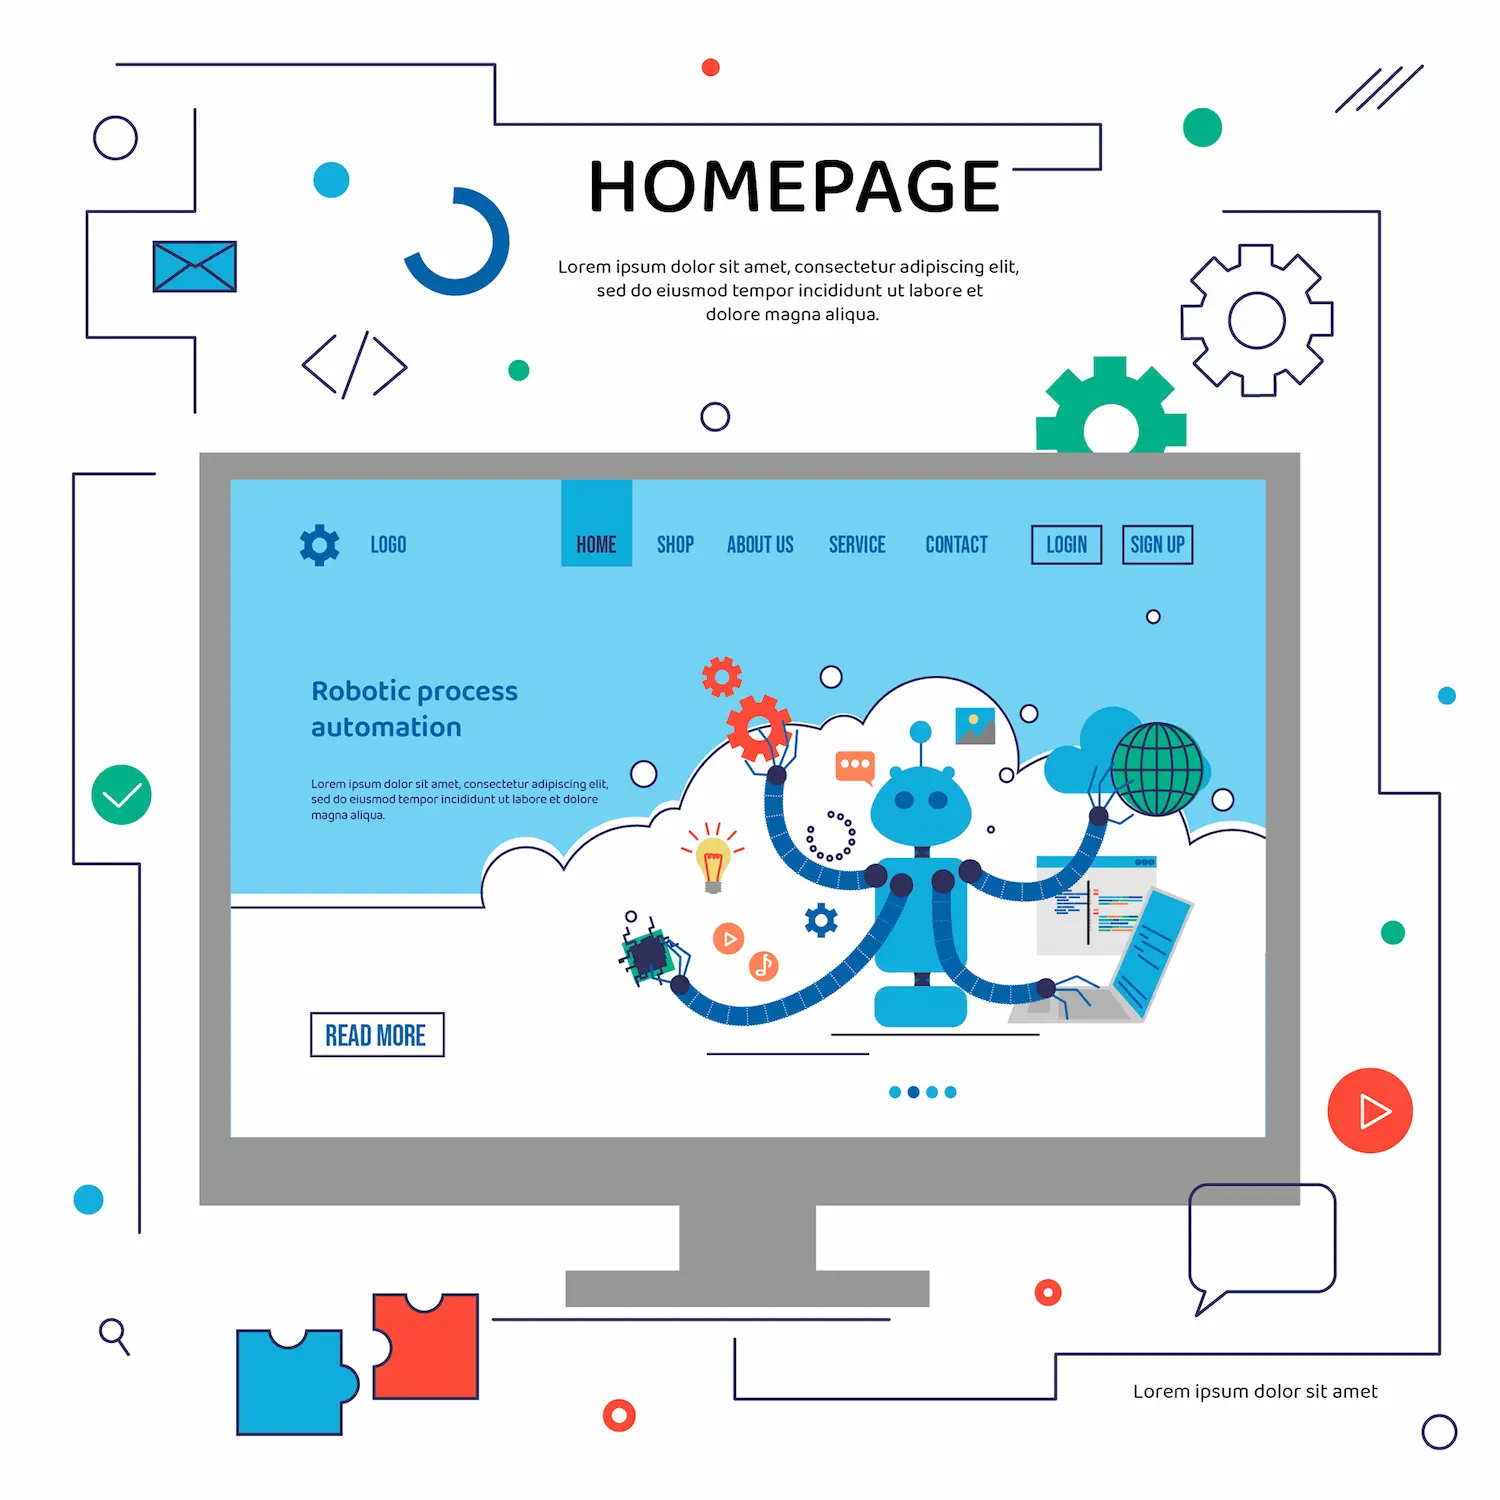 HOMEPAGE
Lorem ipsum dolor sit amet, consectetur adipiscing elit,
sed do eiusmod tempor incididunt ut labore et
dolore magna aliqua.
LOGO HOME SHOP ABOUT US SERVICE CONTACT LOGIN SIGN UP
Robotic process
automation
Lorem ipsum dolor sit amet, consectetur adipiscing elit,
sed do eiusmod tempor incididunt ut labore et dolore
magna aliqua.
READ MORE
Lorem ipsum dolor sit amet